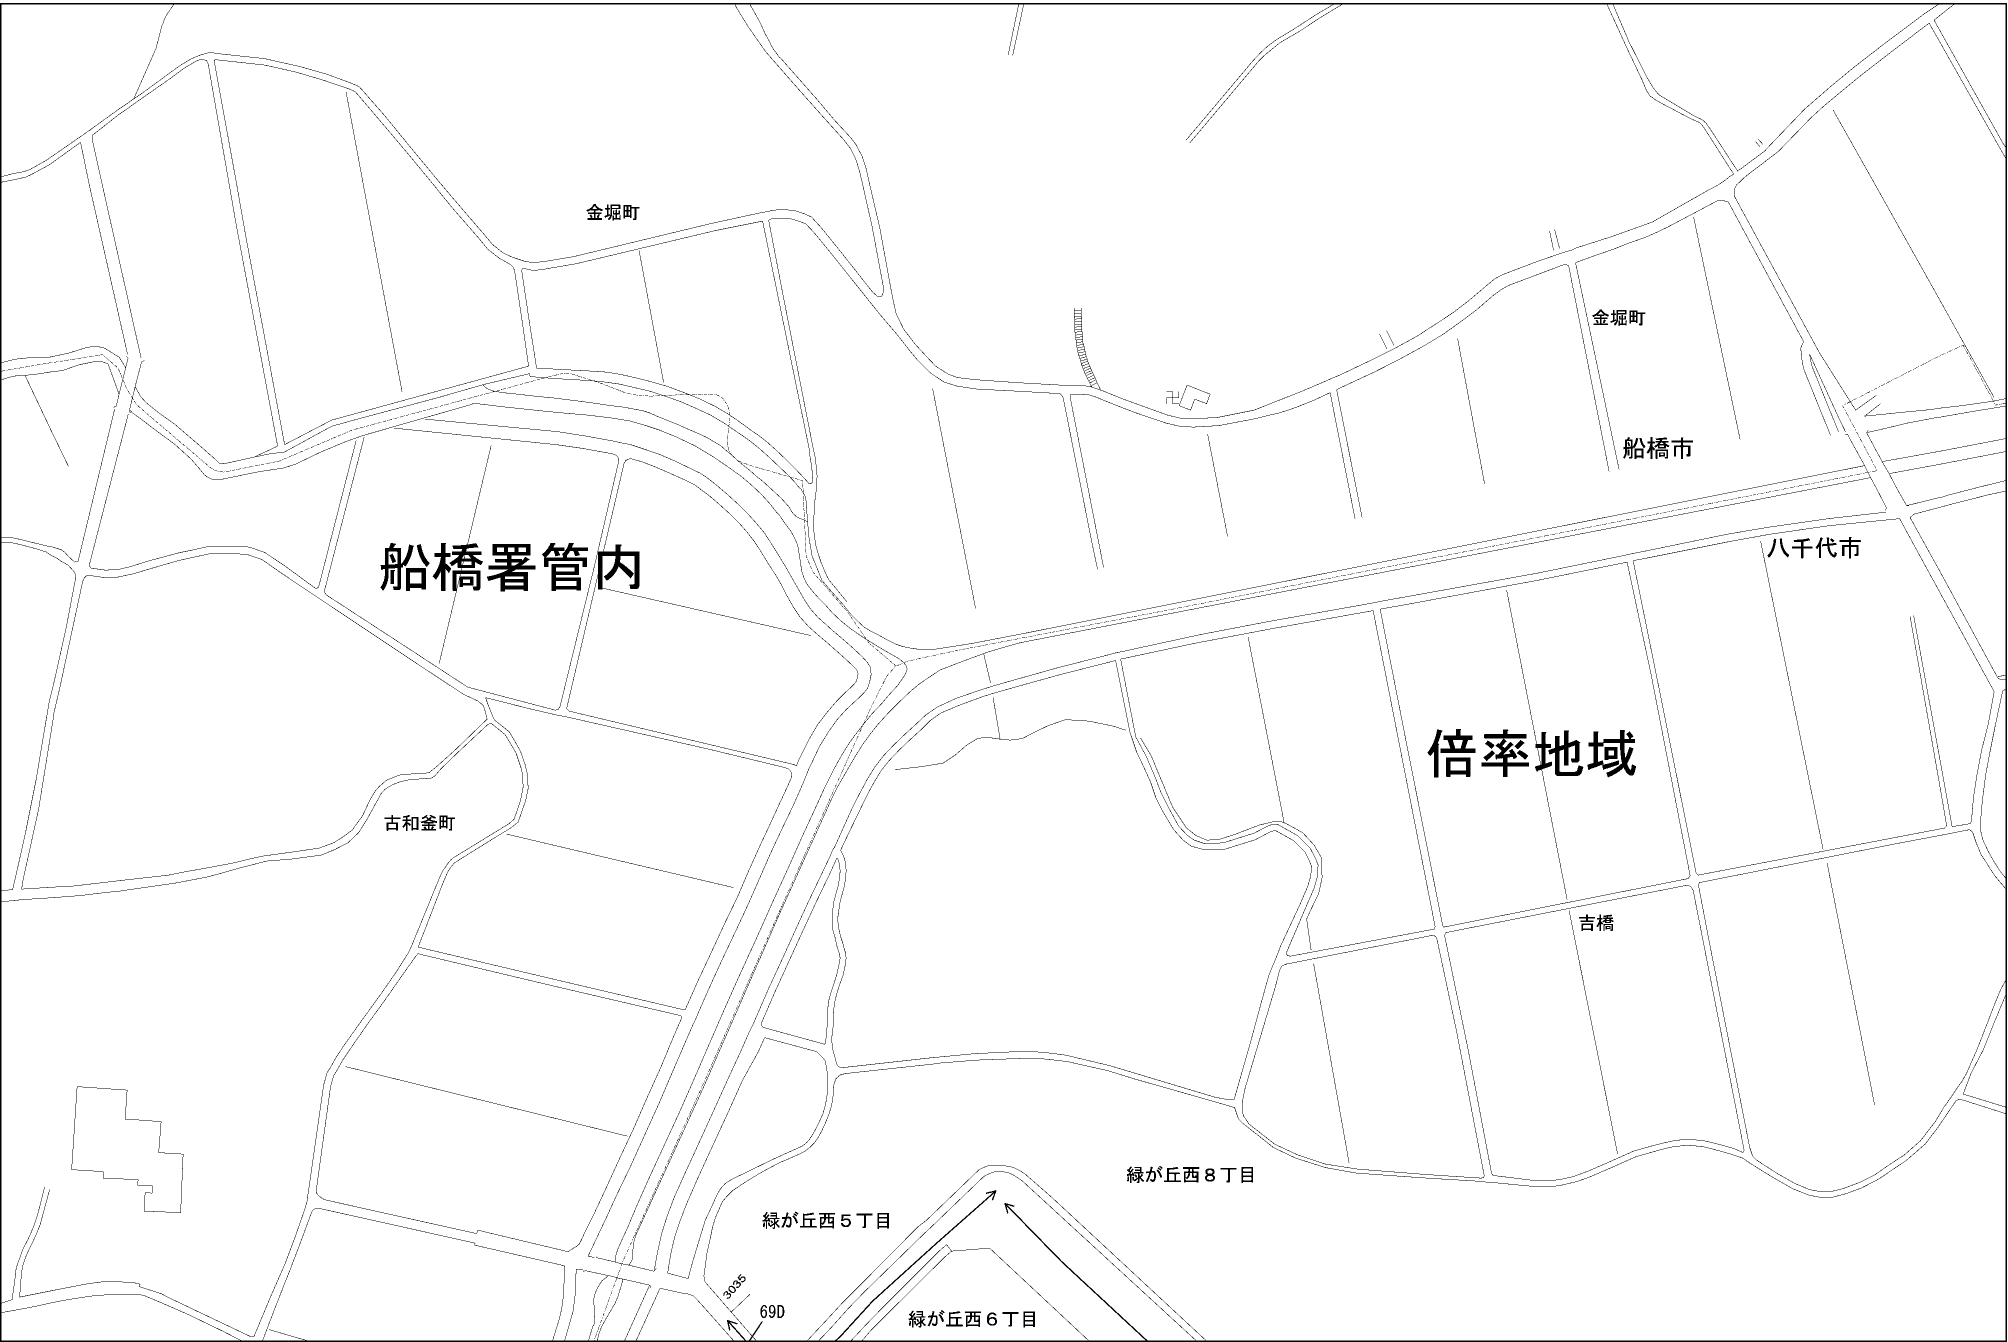 金堀町
金堀町
船橋市
船橋署管内
八千代市
倍率地域
古和釜町
吉橋
緑が丘西８丁目
緑が丘西５丁目
3035
69D
緑が丘西６丁目